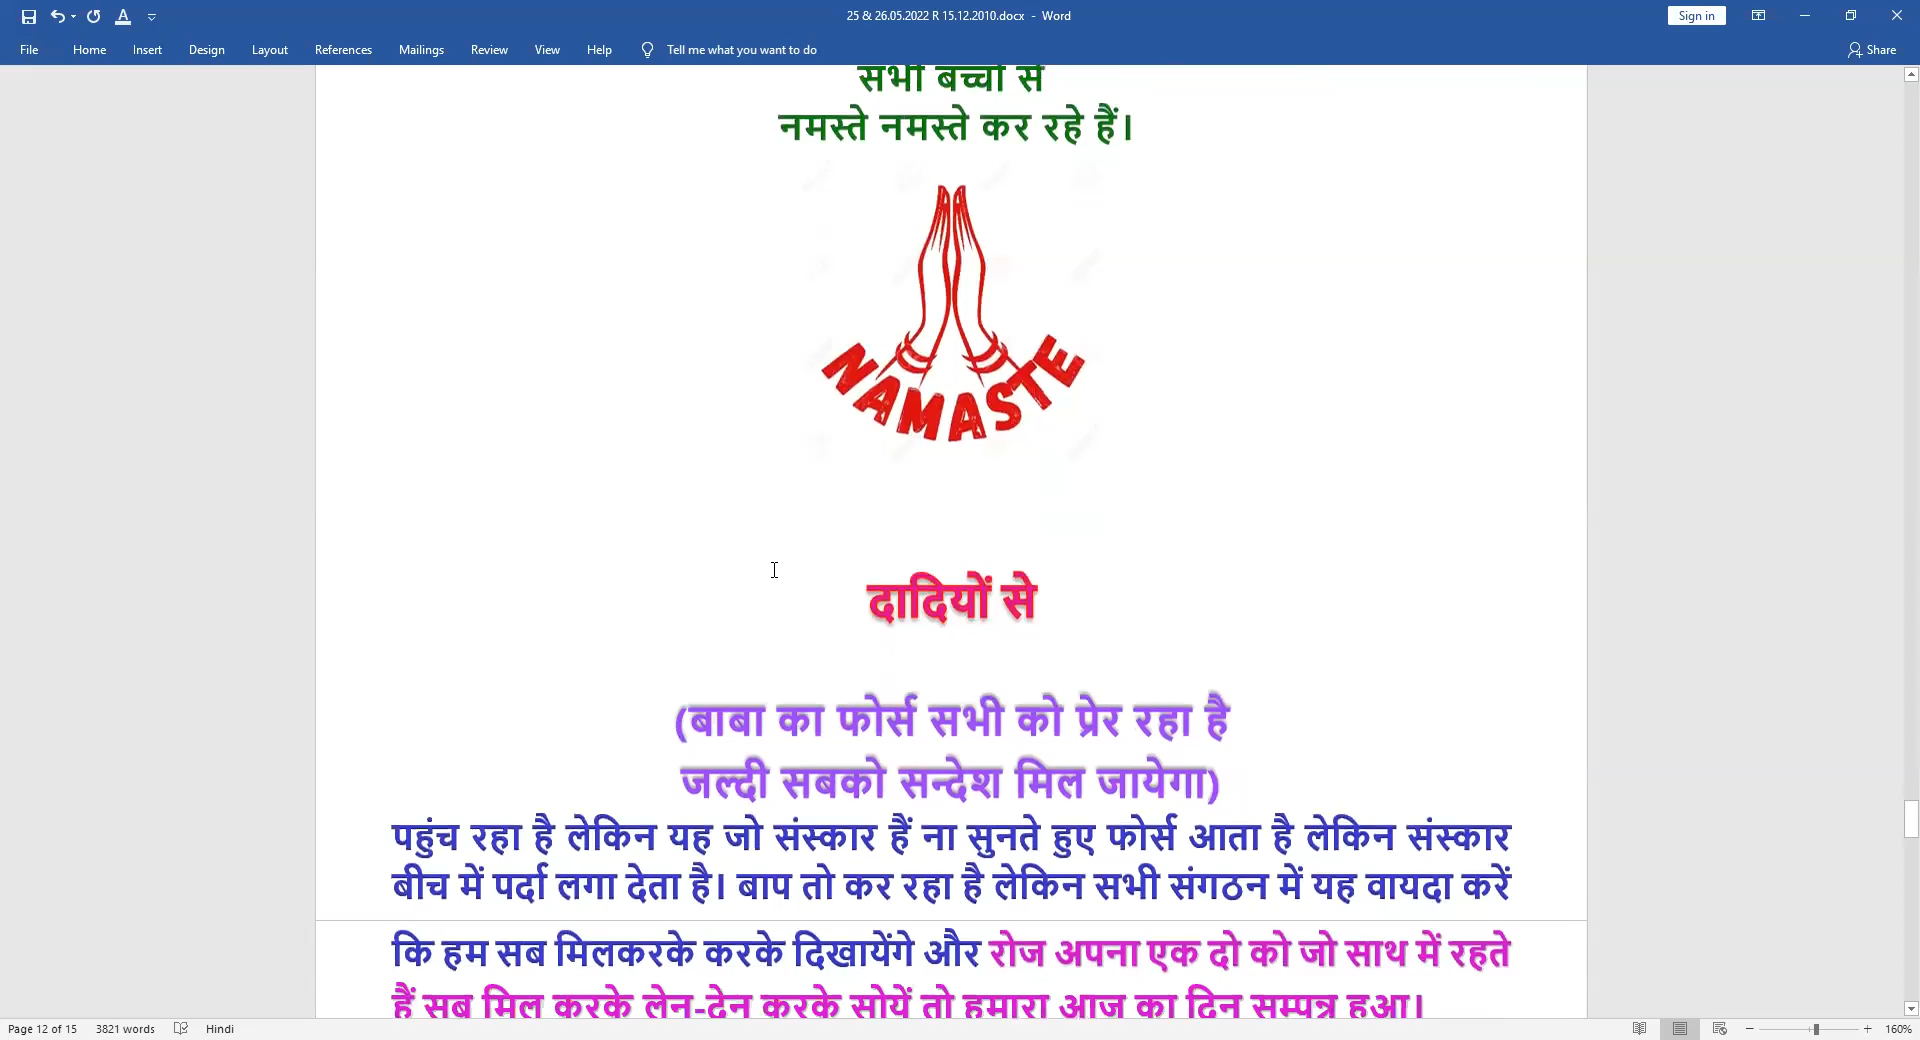 25 & 26.05.2022 R 15.12.2010.docx - Word
Sign in
File Home Insert Design Layout References Mailings Review View Help Tell me what you want to do Share
सभी बच्चों से
नमस्ते नमस्ते कर रहे हैं।
NAMASTE
दादियों से
(बाबा का फोर्स सभी को प्रेर रहा है
जल्दी सबको सन्देश मिल जायेगा)
पहुंच रहा है लेकिन यह जो संस्कार हैं ना सुनते हुए फोर्स आता है लेकिन संस्कार
बीच में पर्दा लगा देता है। बाप तो कर रहा है लेकिन सभी संगठन में यह वायदा करें
कि हम सब मिलकरके करके दिखायेंगे और रोज अपना एक दो को जो साथ में रहते
हैं सब मिल करके लेन-देन करके सोयें तो हमारा आज का दिन सम्पन्न हुआ।
Page 12 of 15 3821 words Hindi 160%